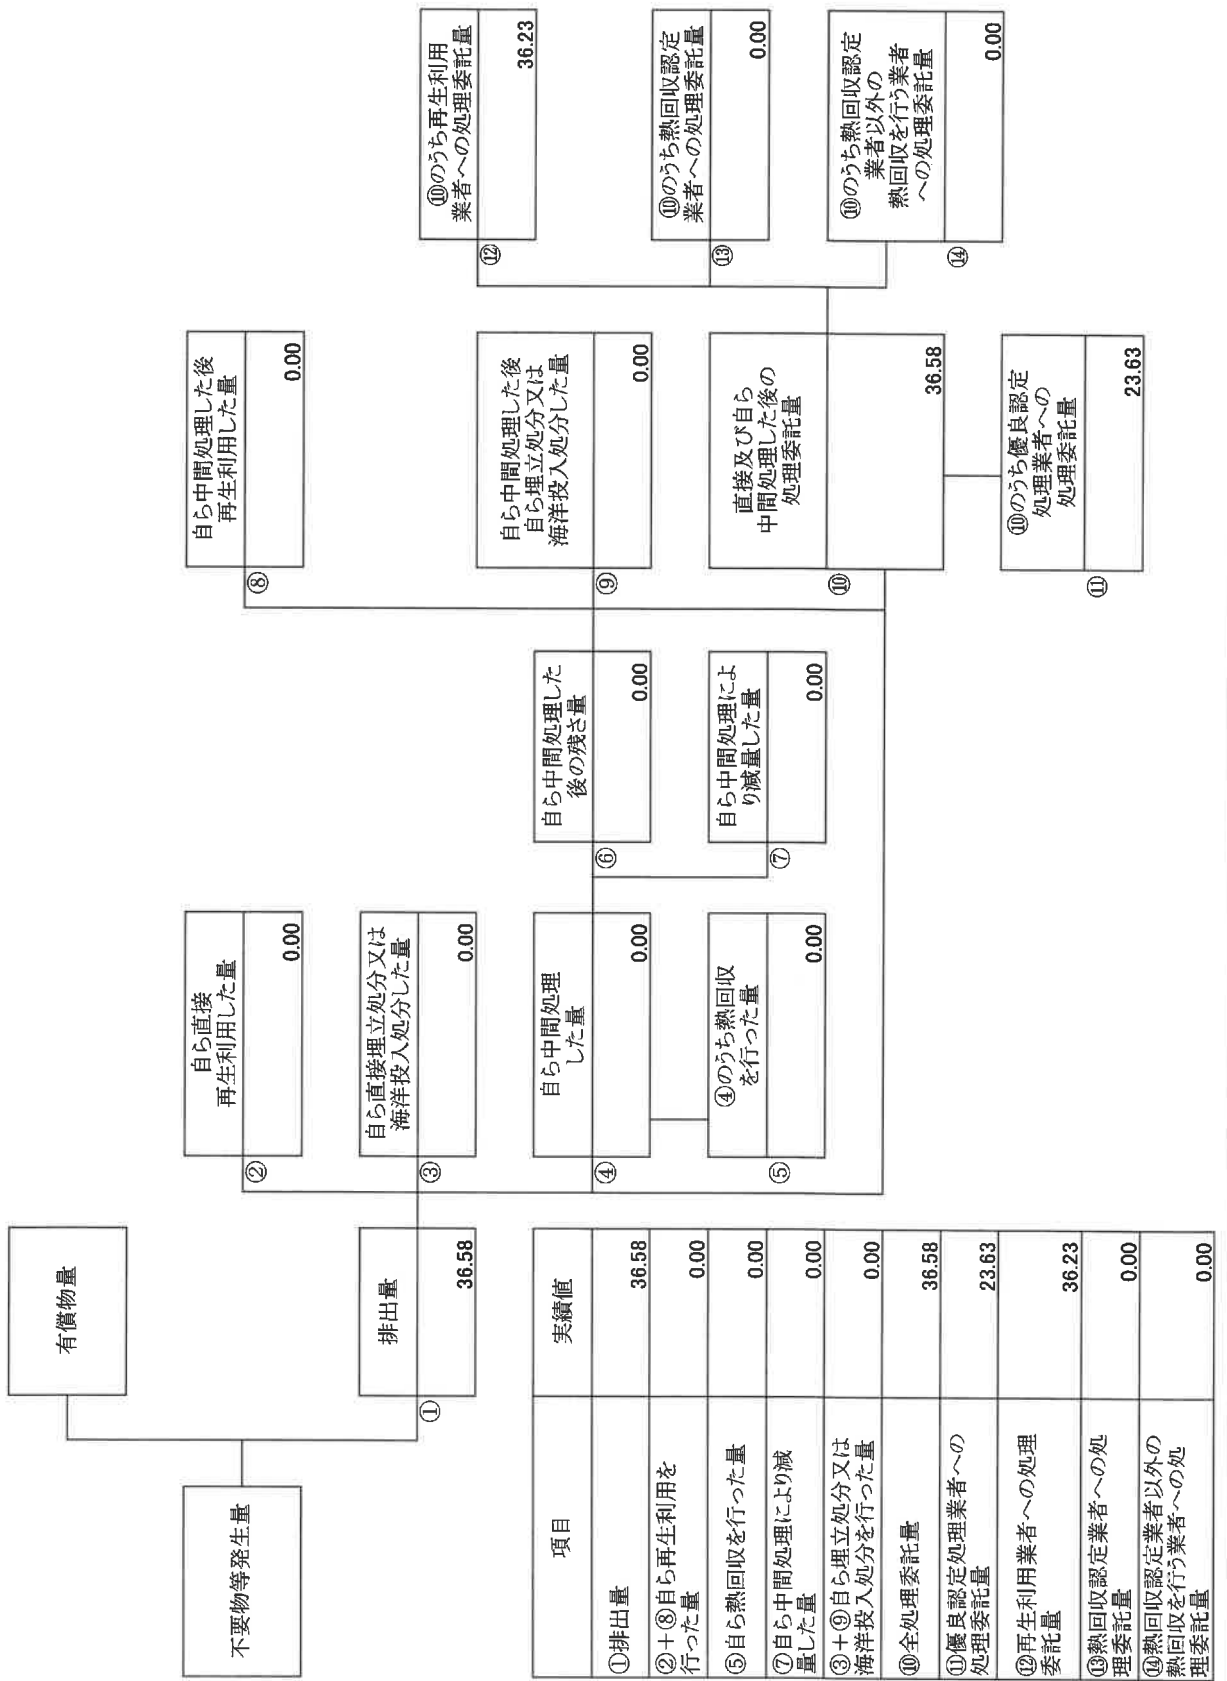 不要物等発生量
有償物量
①
排出量
36.58
②
自ら直接
再生利用した量
0.00
③
自ら直接埋立処分又は
海洋投入処分した量
0.00
④
自ら中間処理
した量
0.00
⑤
④のうち熱回収
を行った量
0.00
⑥
自ら中間処理した
後の残さ量
0.00
⑦
自ら中間処理によ
り減量した量
0.00
⑧
自ら中間処理した後
再生利用した量
0.00
⑨
自ら中間処理した後
自ら埋立処分又は
海洋投入処分した量
0.00
⑩
直接及び自ら
中間処理した後の
処理委託量
36.58
⑪
⑩のうち優良認定
処理業者への
処理委託量
23.63
⑫
⑩のうち再生利用
業者への処理委託量
36.23
⑬
⑩のうち熱回収認定
業者への処理委託量
0.00
⑭
⑩のうち熱回収認定
業者以外の
熱回収を行う業者
への処理委託量
0.00
項目 実績値
①排出量 36.58
②+⑧自ら再生利用を
行った量 0.00
⑤自ら熱回収を行った量 0.00
⑦自ら中間処理により減
量した量 0.00
③+⑨自ら埋立処分又は
海洋投入処分を行った量 0.00
⑩全処理委託量 36.58
⑪優良認定処理業者への
処理委託量 23.63
⑫再生利用業者への処理
委託量 36.23
⑬熱回収認定業者への処
理委託量 0.00
⑭熱回収認定業者以外の
熱回収を行う業者への処
理委託量 0.00